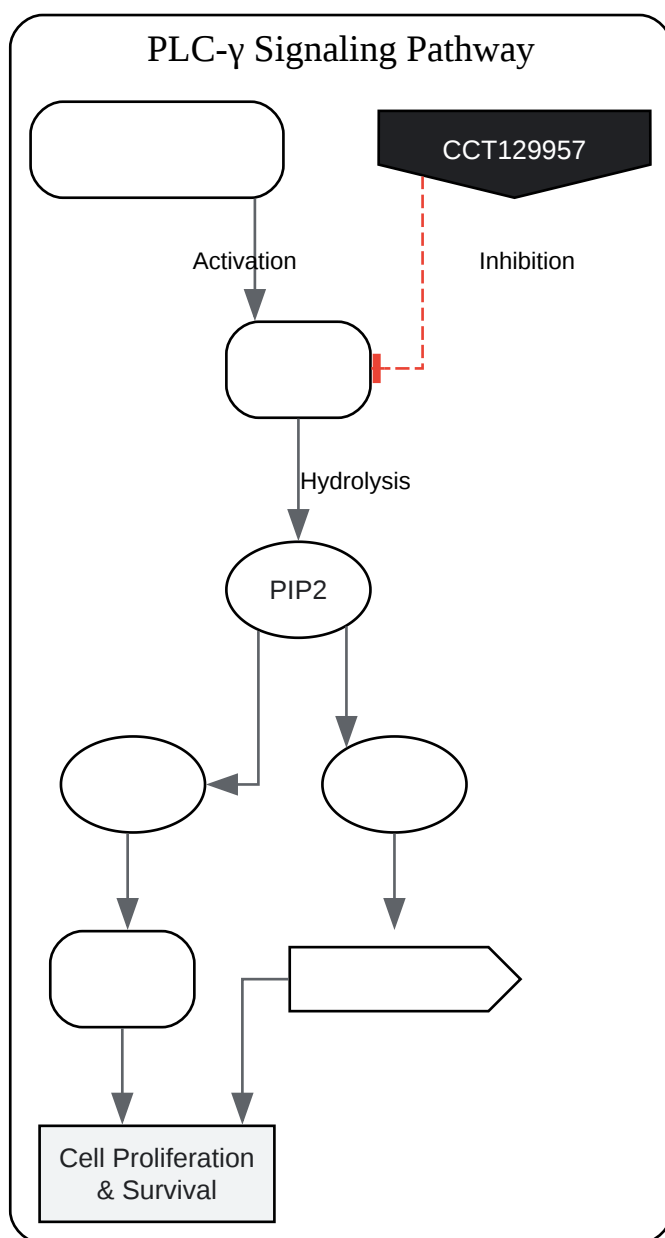 PLC-γ Signaling Pathway
CCT129957
Activation
Inhibition
Hydrolysis
PIP2
Cell Proliferation
& Survival